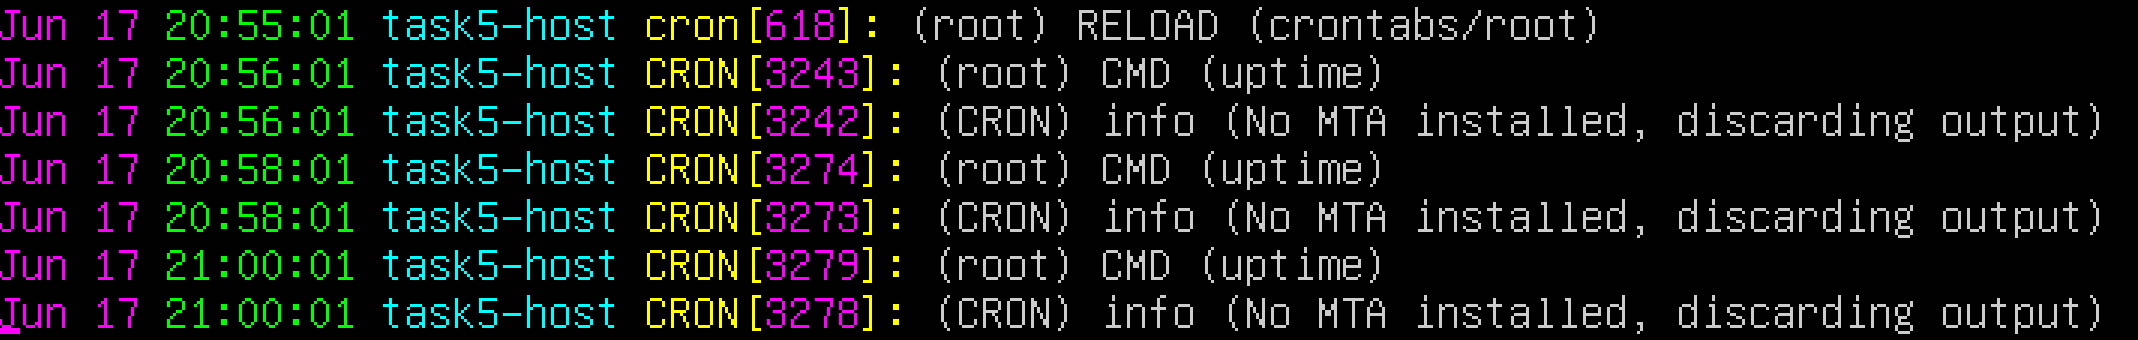 Jun 17 20:55:01 task5-host cron[618]: (root) RELOAD (crontabs/root)
Jun 17 20:56:01 task5-host CRON[3243]: (root) CMD (uptime)
Jun 17 20:56:01 task5-host CRON[3242]: (CRON) info (No MTA installed, discarding output)
Jun 17 20:58:01 task5-host CRON[3274]: (root) CMD (uptime)
Jun 17 20:58:01 task5-host CRON[3273]: (CRON) info (No MTA installed, discarding output)
Jun 17 21:00:01 task5-host CRON[3279]: (root) CMD (uptime)
Jun 17 21:00:01 task5-host CRON[3278]: (CRON) info (No MTA installed, discarding output)